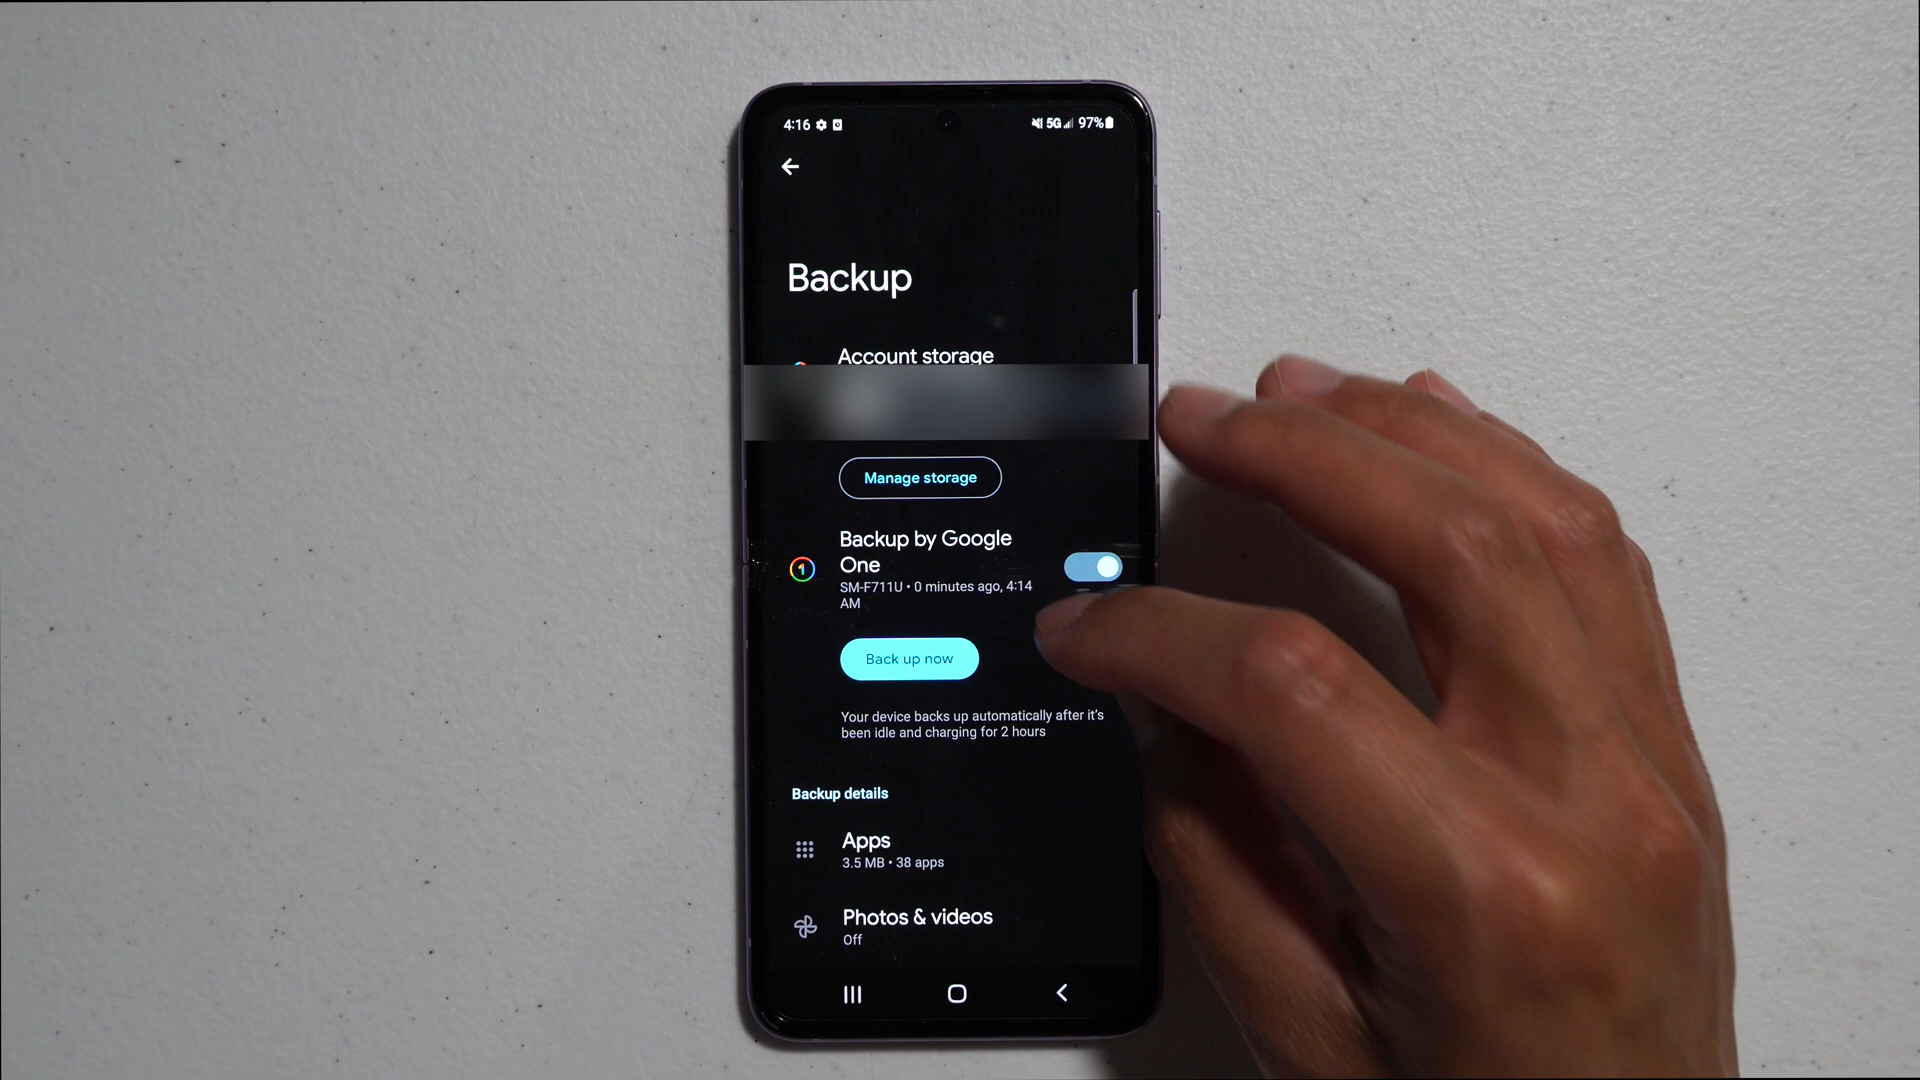 4:16 5G 97%
Backup
Account storage
Manage storage
Backup by Google
One
1
SM-F711U • 0 minutes ago, 4:14
AM
Back up now
Your device backs up automatically after it's
been idle and charging for 2 hours
Backup details
Apps
3.5 MB • 38 apps
Photos & videos
Off